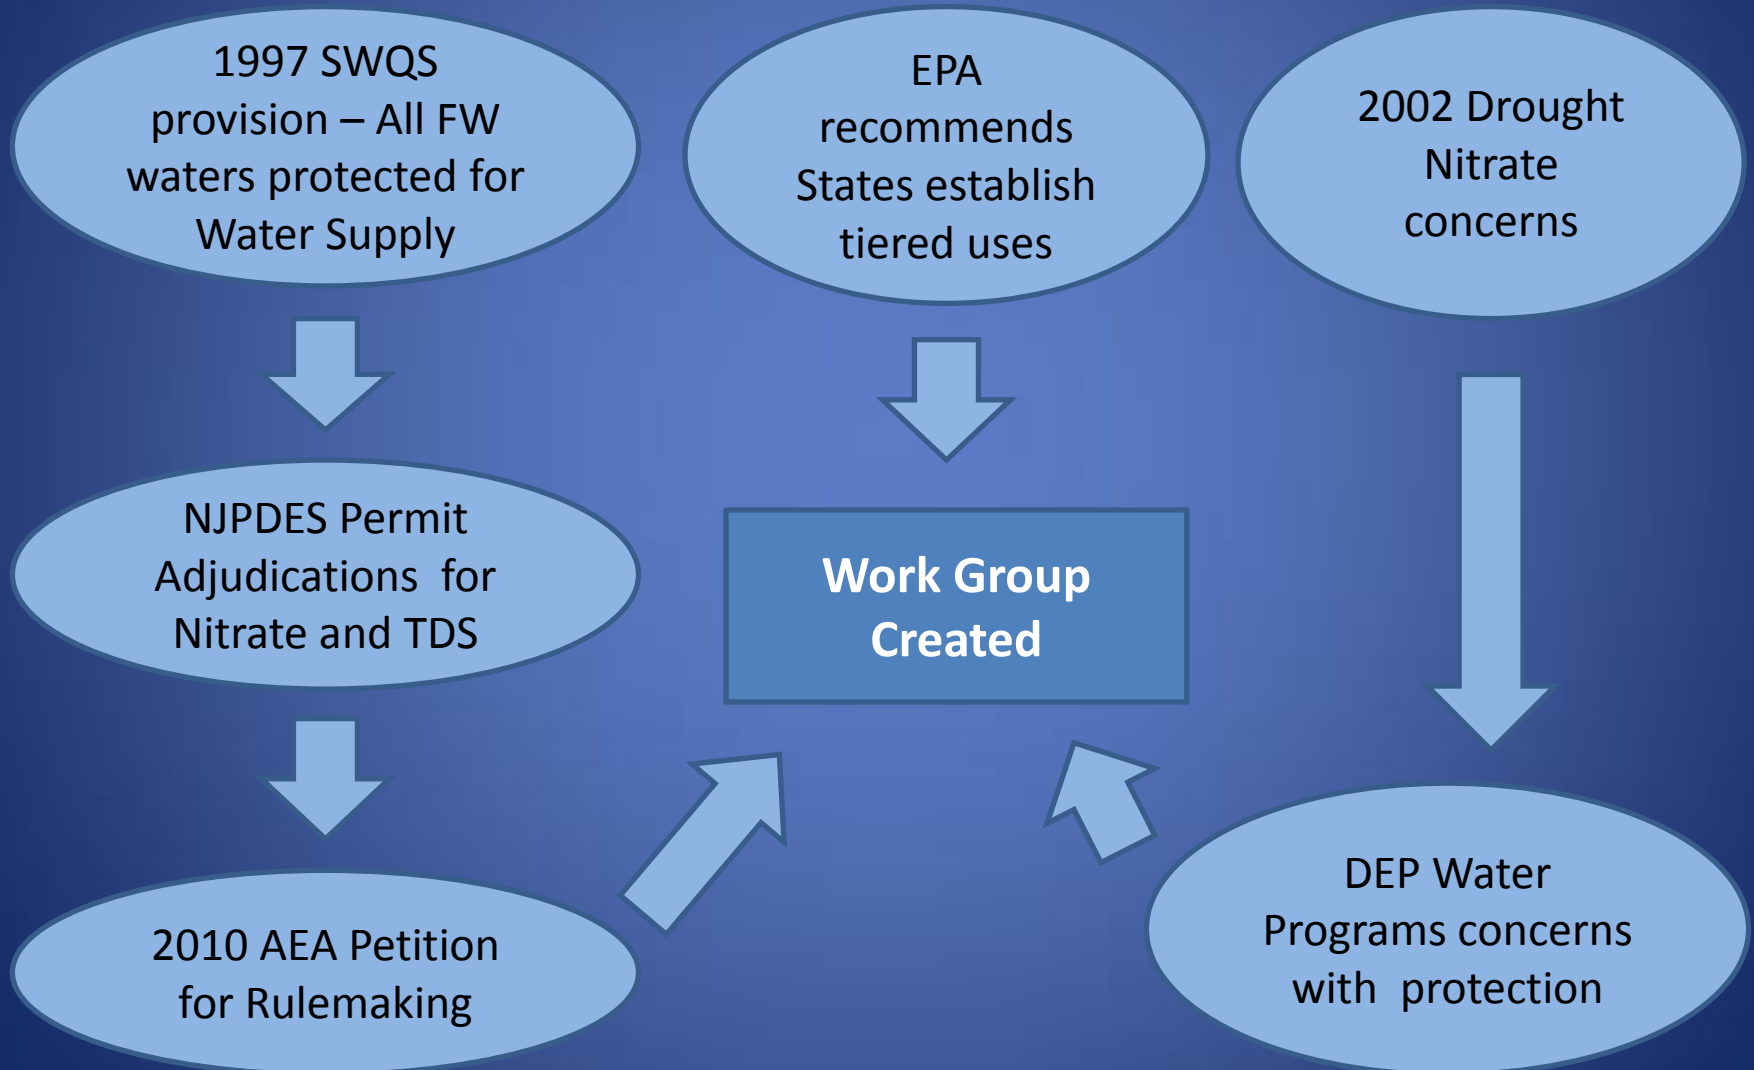 1997 SWQS
provision – All FW
waters protected for
Water Supply
EPA
recommends
States establish
tiered uses
2002 Drought
Nitrate
concerns
NJPDES Permit
Adjudications  for
Nitrate and TDS
Work Group
Created
2010 AEA Petition
for Rulemaking
DEP Water
Programs concerns
with  protection